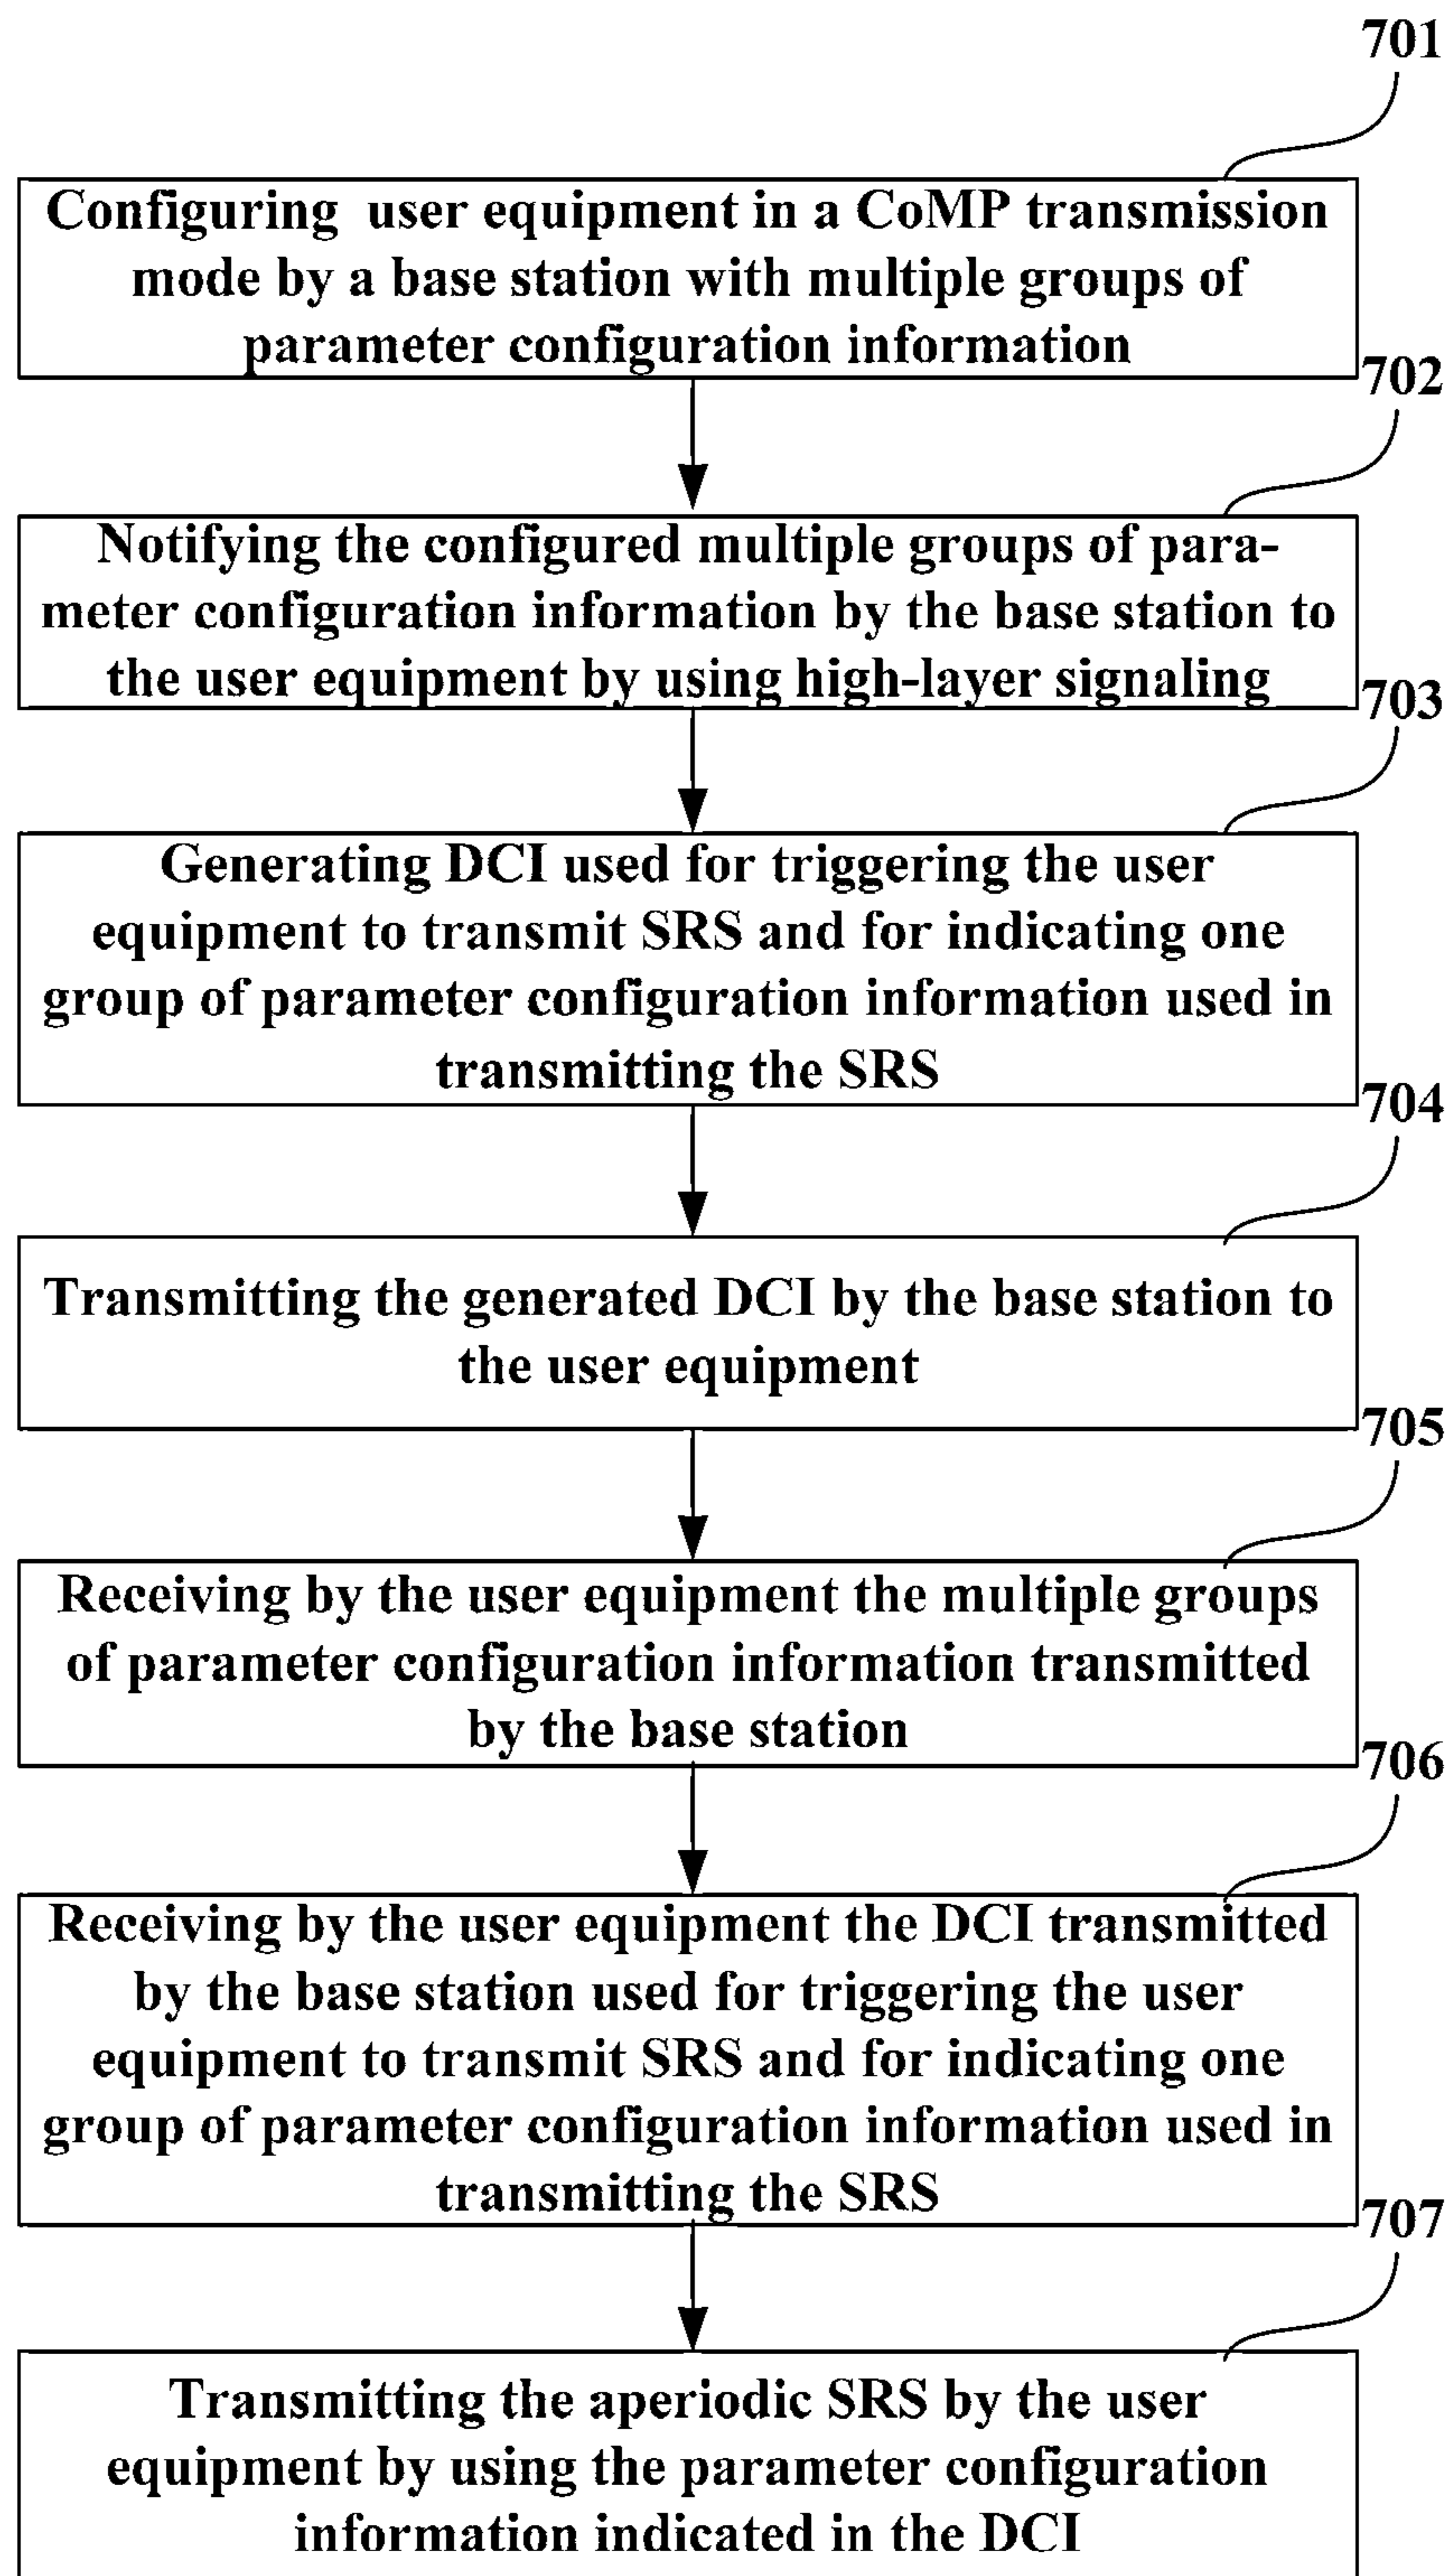 701
Configuring user equipment in a CoMP transmission
mode by a base station with multiple groups of
parameter configuration information
702
Notifying the configured multiple groups of para-
meter configuration information by the base station to
the user equipment by using high-layer signaling
703
Generating DCI used for triggering the user
equipment to transmit SRS and for indicating one
group of parameter configuration information used in
transmitting the SRS
704
Transmitting the generated DCI by the base station to
the user equipment
705
Receiving by the user equipment the multiple groups
of parameter configuration information transmitted
by the base station
706
Receiving by the user equipment the DCI transmitted
by the base station used for triggering the user
equipment to transmit SRS and for indicating one
group of parameter configuration information used in
transmitting the SRS
707
Transmitting the aperiodic SRS by the user
equipment by using the parameter configuration
information indicated in the DCI